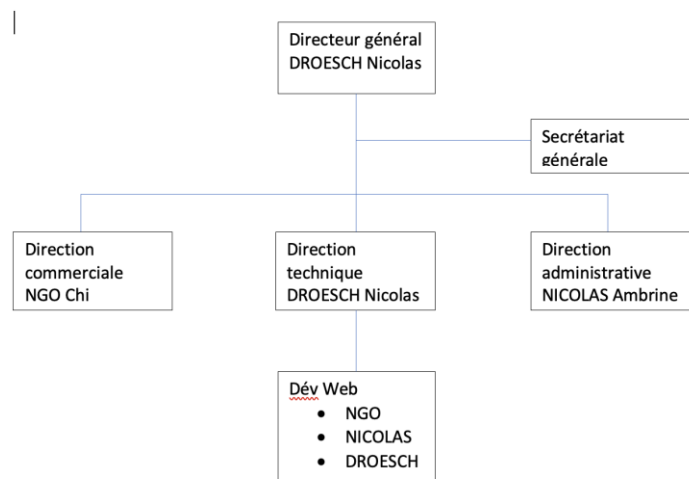 Directeur général
DROESCH Nicolas
Secrétariat
générale
Direction
commerciale
NGO Chi
Direction
technique
DROESCH Nicolas
Direction
administrative
NICOLAS Ambrine
Dév Web
• NGO
• NICOLAS
• DROESCH